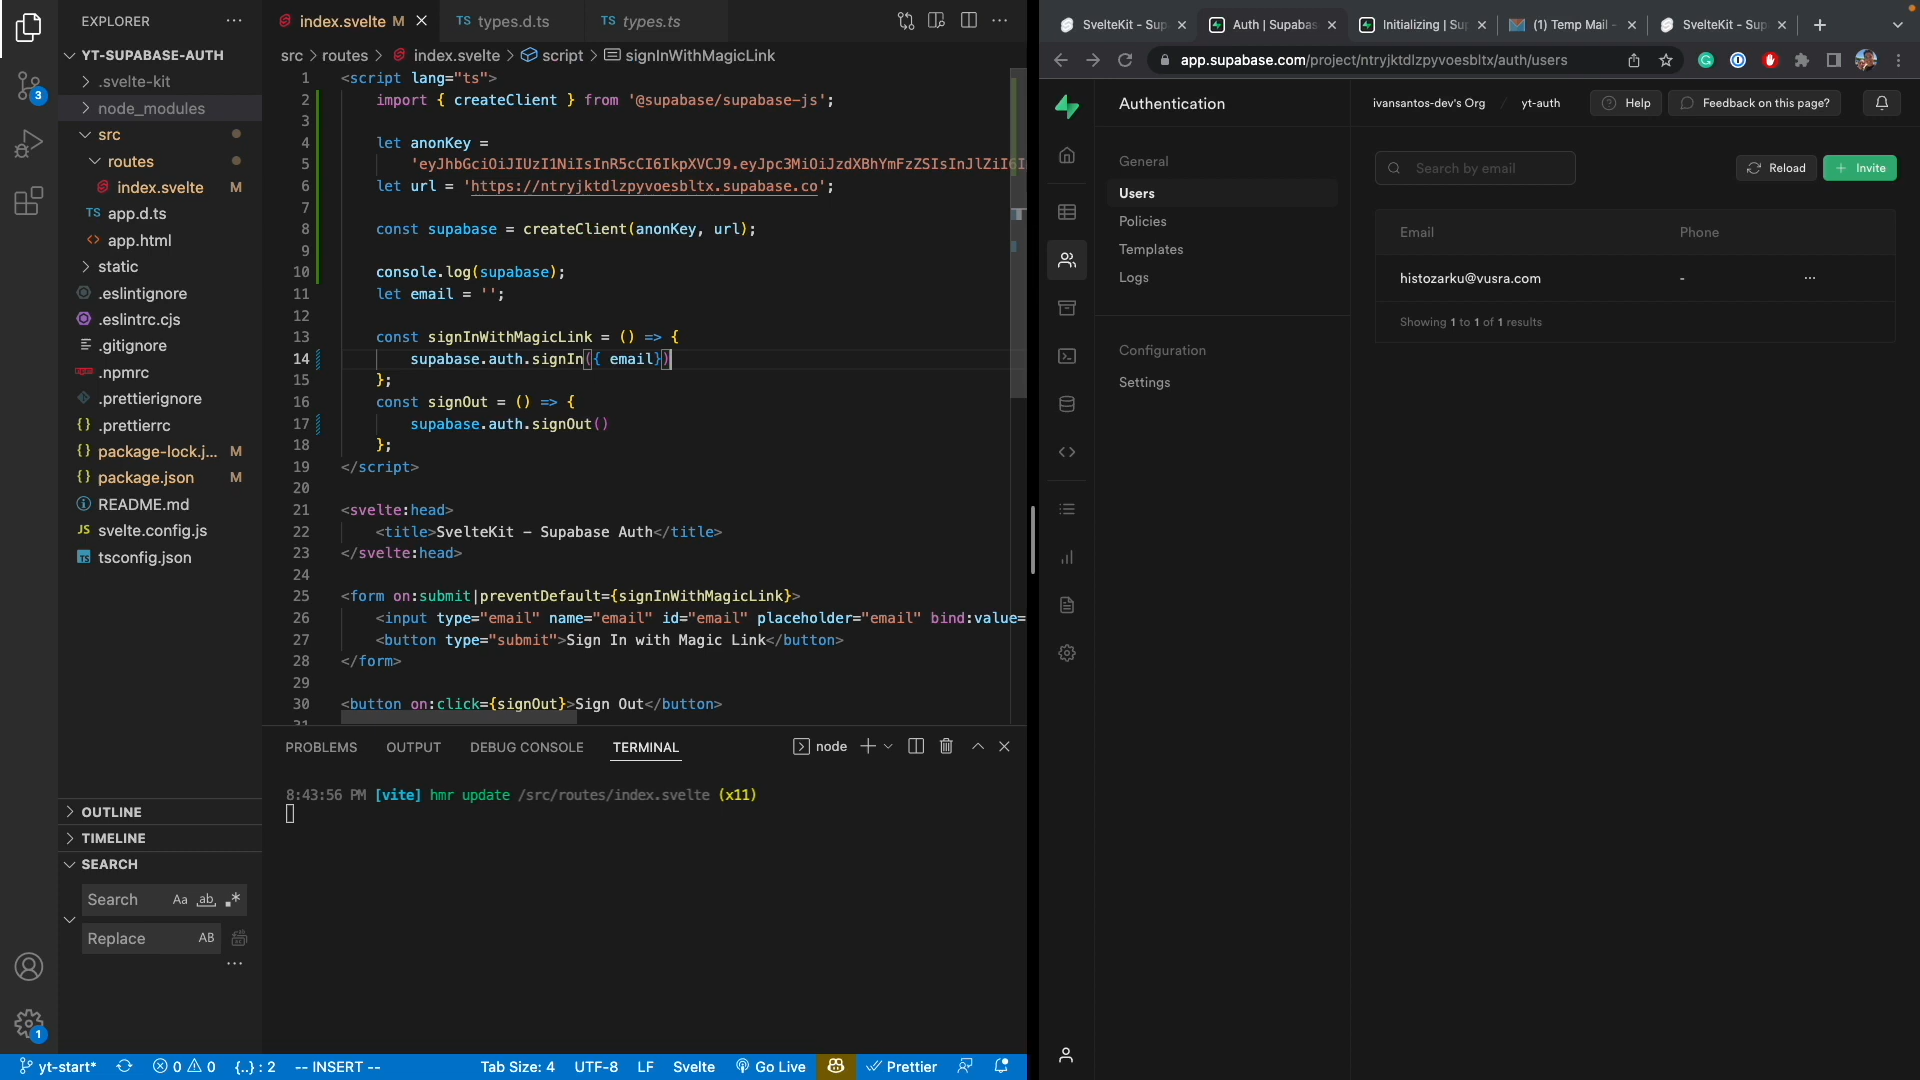 EXPLORER
YT-SUPABASE-AUTH
.svelte-kit
node_modules
src
routes
index.svelte M
TS app.d.ts
<> app.html
static
.eslintignore
.eslintrc.cjs
.gitignore
.npmrc
.prettierignore
{} .prettierrc
{} package-lock.j... M
{} package.json M
README.md
JS svelte.config.js
TS tsconfig.json
OUTLINE
TIMELINE
SEARCH
Search Aa ab .*
Replace AB
3
1
index.svelte M
TS types.d.ts
TS types.ts
src > routes > index.svelte > script > signInWithMagicLink
1 <script lang="ts">
2 import { createClient } from '@supabase/supabase-js';
3
4 let anonKey =
5 'eyJhbGciOiJIUzI1NiIsInR5cCI6IkpXVCJ9.eyJpc3MiOiJzdXBhYmFzZSIsInJlZiI6I
6 let url = 'https://ntryjktdlzpyvoesbltx.supabase.co';
7
8 const supabase = createClient(anonKey, url);
9
10 console.log(supabase);
11 let email = '';
12
13 const signInWithMagicLink = () => {
14 supabase.auth.signIn({ email})
15 };
16 const signOut = () => {
17 supabase.auth.signOut()
18 };
19 </script>
20
21 <svelte:head>
22 <title>SvelteKit – Supabase Auth</title>
23 </svelte:head>
24
25 <form on:submit|preventDefault={signInWithMagicLink}>
26 <input type="email" name="email" id="email" placeholder="email" bind:value=
27 <button type="submit">Sign In with Magic Link</button>
28 </form>
29
30 <button on:click={signOut}>Sign Out</button>
31
PROBLEMS OUTPUT DEBUG CONSOLE TERMINAL
node
8:43:56 PM [vite] hmr update /src/routes/index.svelte (x11)
yt-start* 0 0 {..} : 2 -- INSERT -- Tab Size: 4 UTF-8 LF Svelte Go Live Prettier
SvelteKit - Sup
Auth | Supabas
Initializing | Su
(1) Temp Mail -
SvelteKit - Sup
app.supabase.com/project/ntryjktdlzpyvoesbltx/auth/users
Authentication
ivansantos-dev's Org / yt-auth
Help
Feedback on this page?
General
Users
Policies
Templates
Logs
Configuration
Settings
Search by email
Reload
+ Invite
Email Phone
histozarku@vusra.com - ...
Showing 1 to 1 of 1 results